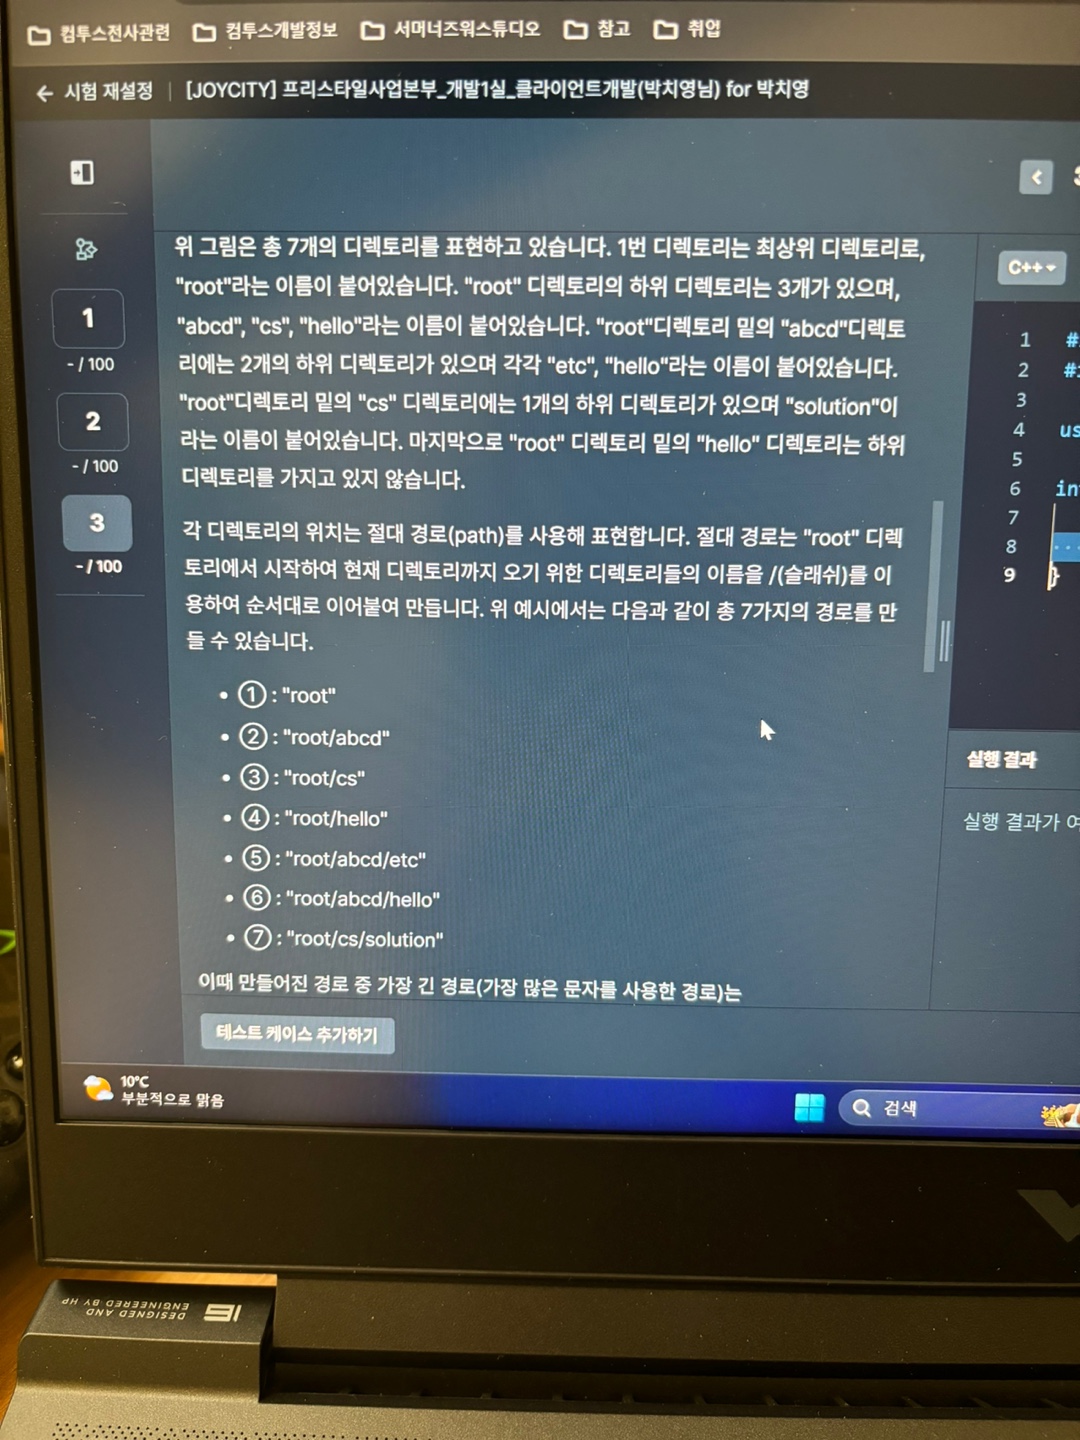 컴투스전사관련 컴투스개발정보 서머너즈워스튜디오 참고 취업
시험 재설정 | [JOYCITY] 프리스타일사업본부_개발1실_클라이언트개발(박치영님) for 박치영
위 그림은 총 7개의 디렉토리를 표현하고 있습니다. 1번 디렉토리는 최상위 디렉토리로,
"root"라는 이름이 붙어있습니다. "root" 디렉토리의 하위 디렉토리는 3개가 있으며,
"abcd", "cs", "hello"라는 이름이 붙어있습니다. "root"디렉토리 밑의 "abcd"디렉토
리에는 2개의 하위 디렉토리가 있으며 각각 "etc", "hello"라는 이름이 붙어있습니다.
"root"디렉토리 밑의 "cs" 디렉토리에는 1개의 하위 디렉토리가 있으며 "solution"이
라는 이름이 붙어있습니다. 마지막으로 "root" 디렉토리 밑의 "hello" 디렉토리는 하위
디렉토리를 가지고 있지 않습니다.
각 디렉토리의 위치는 절대 경로(path)를 사용해 표현합니다. 절대 경로는 "root" 디렉
토리에서 시작하여 현재 디렉토리까지 오기 위한 디렉토리들의 이름을 /(슬래쉬)를 이
용하여 순서대로 이어붙여 만듭니다. 위 예시에서는 다음과 같이 총 7가지의 경로를 만
들 수 있습니다.
• ① : "root"
• ② : "root/abcd"
• ③ : "root/cs"
• ④ : "root/hello"
• ⑤ : "root/abcd/etc"
• ⑥ : "root/abcd/hello"
• ⑦ : "root/cs/solution"
이때 만들어진 경로 중 가장 긴 경로(가장 많은 문자를 사용한 경로)는
테스트 케이스 추가하기
1
- / 100
2
- / 100
3
- / 100
C++
1 #
2 #
3
4 us
5
6 in
7
8
9 }
실행 결과
실행 결과가 여
10°C
부분적으로 맑음
검색
DESIGNED AND
ENGINEERED BY HP